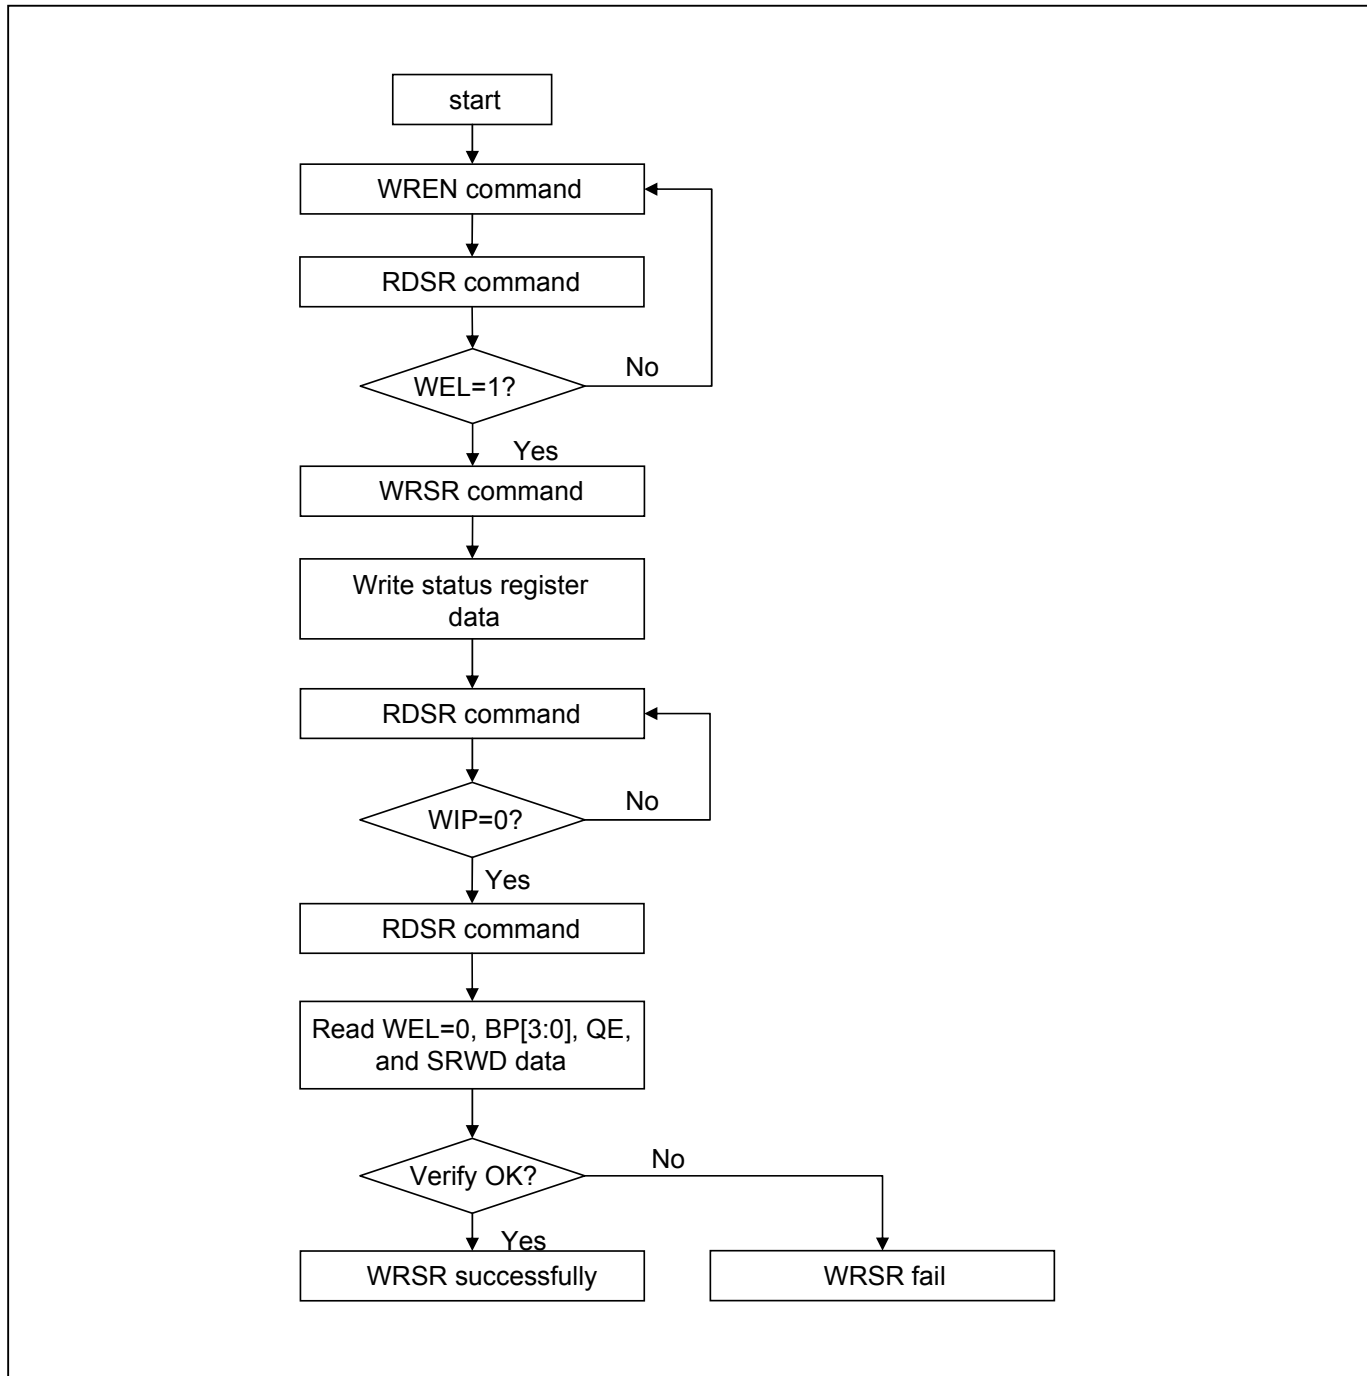 start
WREN command
RDSR command
WEL=1?
No
Yes
WRSR command
Write status register
data
RDSR command
WIP=0?
No
Yes
RDSR command
Read WEL=0, BP[3:0], QE,
and SRWD data
Verify OK?
No
Yes
WRSR successfully
WRSR fail